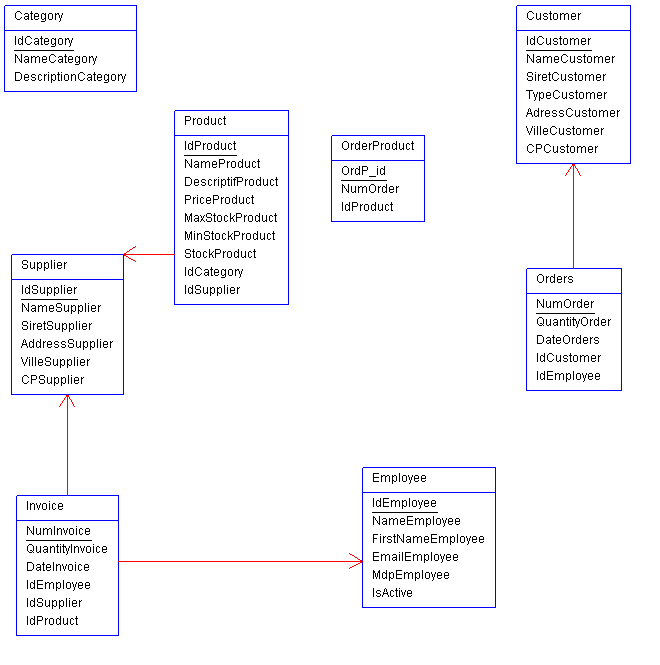 Category
IdCategory
NameCategory
DescriptionCategory
Customer
IdCustomer
NameCustomer
SiretCustomer
TypeCustomer
AdressCustomer
VilleCustomer
CPCustomer
Product
IdProduct
NameProduct
DescriptifProduct
PriceProduct
MaxStockProduct
MinStockProduct
StockProduct
IdCategory
IdSupplier
OrderProduct
OrdP_id
NumOrder
IdProduct
Supplier
IdSupplier
NameSupplier
SiretSupplier
AddressSupplier
VilleSupplier
CPSupplier
Orders
NumOrder
QuantityOrder
DateOrders
IdCustomer
IdEmployee
Employee
IdEmployee
NameEmployee
FirstNameEmployee
EmailEmployee
MdpEmployee
IsActive
Invoice
NumInvoice
QuantityInvoice
DateInvoice
IdEmployee
IdSupplier
IdProduct